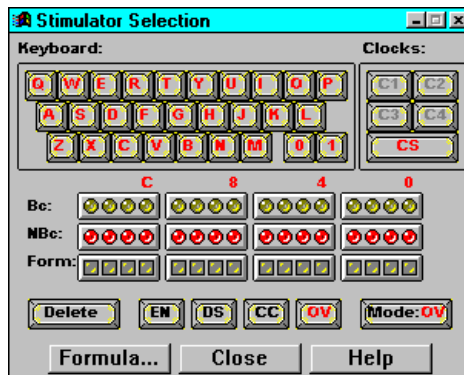 Stimulator Selection
Keyboard: Clocks:
Q W E R T Y U I O P C1 C2
A S D F G H J K L C3 C4
Z X C V B N M 0 1 CS
C 8 4 0
Bc:
NBc:
Form:
Delete EN DS CC OV Mode:OV
Formula... Close Help